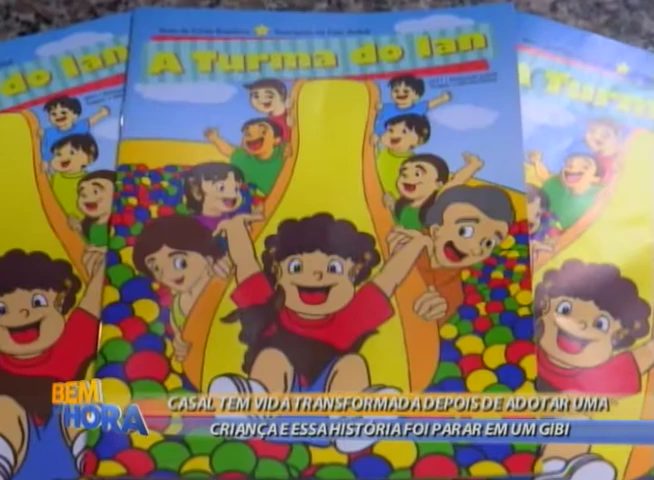 A Turma do Ian
do Ian
A Turma
BEM
NA HORA
CASAL TEM VIDA TRANSFORMADA DEPOIS DE ADOTAR UMA
CRIANÇA E ESSA HISTÓRIA FOI PARAR EM UM GIBI